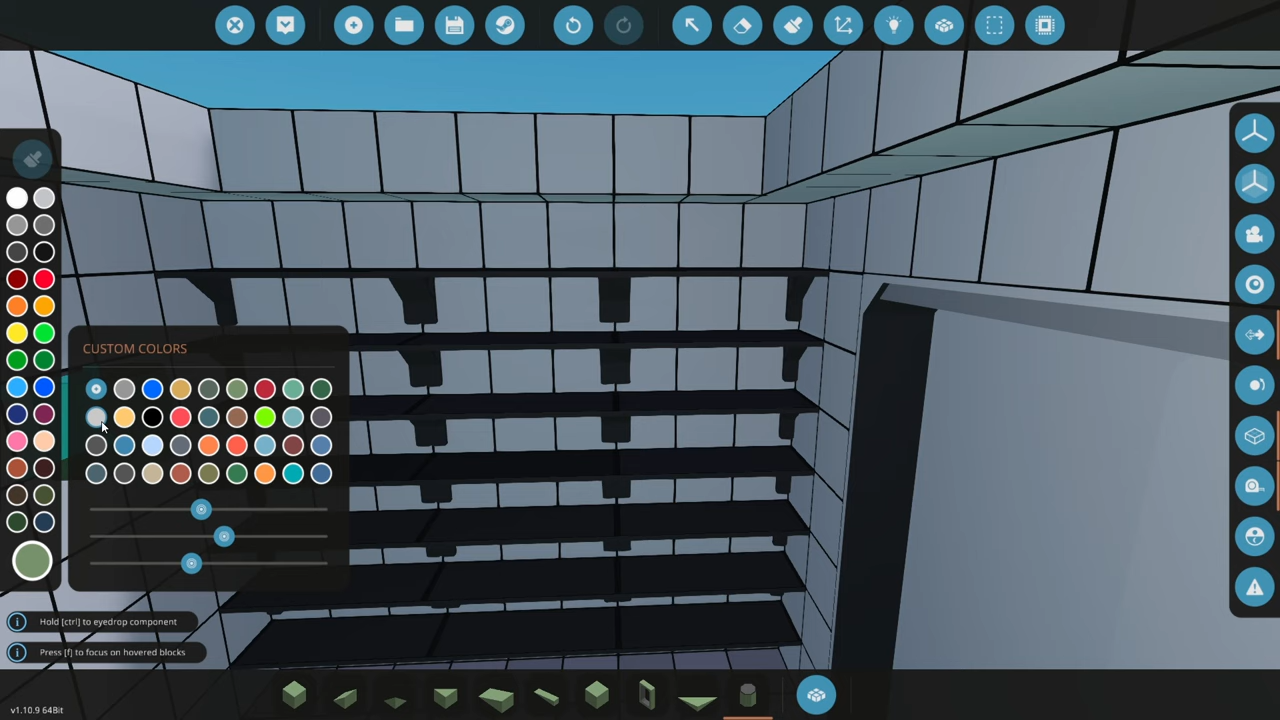 CUSTOM COLORS
Hold [ctrl] to eyedrop component
Press [f] to focus on hovered blocks
v1.10.9 64Bit